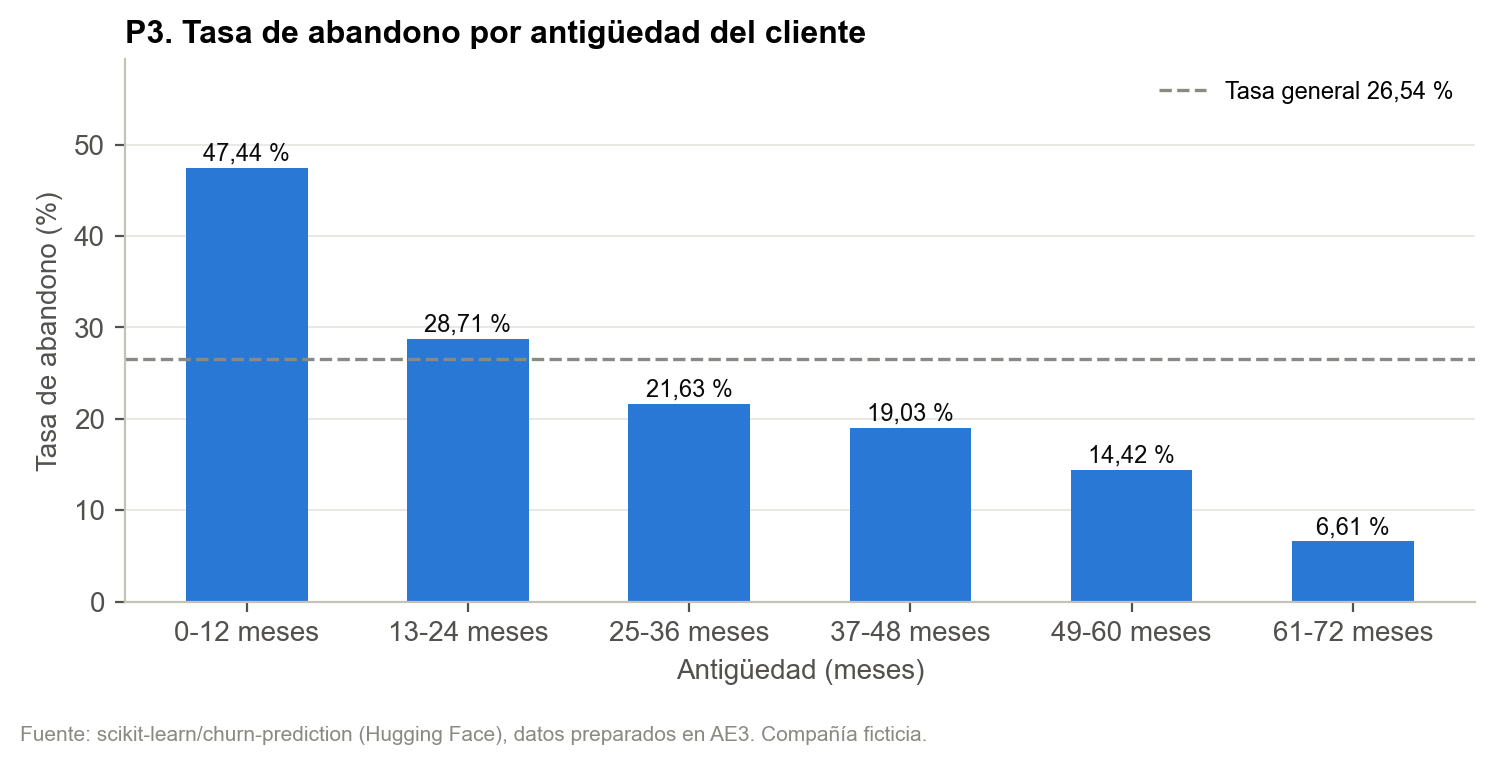 P3. Tasa de abandono por antigüedad del cliente
Tasa general 26,54 %
Tasa de abandono (%)
50
40
30
20
10
0
47,44 %
28,71 %
21,63 %
19,03 %
14,42 %
6,61 %
0-12 meses
13-24 meses
25-36 meses
37-48 meses
49-60 meses
61-72 meses
Antigüedad (meses)
Fuente: scikit-learn/churn-prediction (Hugging Face), datos preparados en AE3. Compañía ficticia.